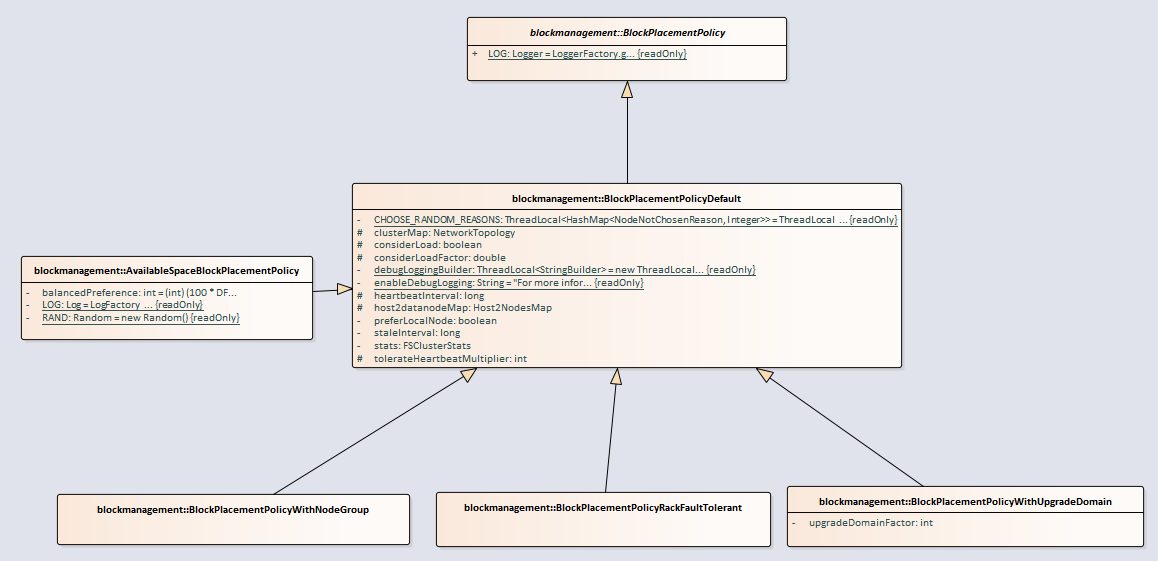 blockmanagement::BlockPlacementPolicy
+ LOG: Logger = LoggerFactory.g... {readOnly}
blockmanagement::BlockPlacementPolicyDefault
- CHOOSE_RANDOM_REASONS: ThreadLocal<HashMap<NodeNotChosenReason, Integer>> = ThreadLocal ... {readOnly}
# clusterMap: NetworkTopology
# considerLoad: boolean
# considerLoadFactor: double
- debugLoggingBuilder: ThreadLocal<StringBuilder> = new ThreadLocal... {readOnly}
- enableDebugLogging: String = "For more infor... {readOnly}
# heartbeatInterval: long
# host2datanodeMap: Host2NodesMap
- preferLocalNode: boolean
- staleInterval: long
- stats: FSClusterStats
# tolerateHeartbeatMultiplier: int
blockmanagement::AvailableSpaceBlockPlacementPolicy
- balancedPreference: int = (int) (100 * DF...
- LOG: Log = LogFactory ... {readOnly}
- RAND: Random = new Random() {readOnly}
blockmanagement::BlockPlacementPolicyWithNodeGroup
blockmanagement::BlockPlacementPolicyRackFaultTolerant
blockmanagement::BlockPlacementPolicyWithUpgradeDomain
- upgradeDomainFactor: int